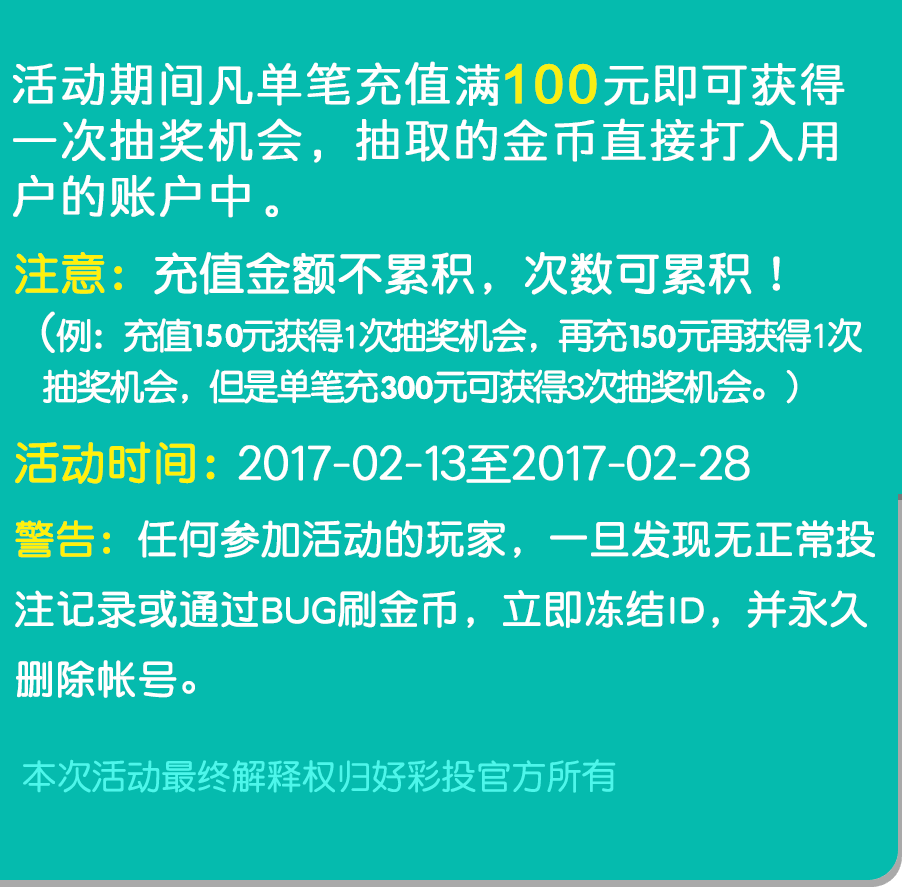 活动期间凡单笔充值满100元即可获得
一次抽奖机会，抽取的金币直接打入用
户的账户中。
注意：充值金额不累积，次数可累积！
（例：充值150元获得1次抽奖机会，再充150元再获得1次
抽奖机会，但是单笔充300元可获得3次抽奖机会。）
活动时间：2017-02-13至2017-02-28
警告：任何参加活动的玩家，一旦发现无正常投
注记录或通过BUG刷金币，立即冻结ID，并永久
删除帐号。
本次活动最终解释权归好彩投官方所有